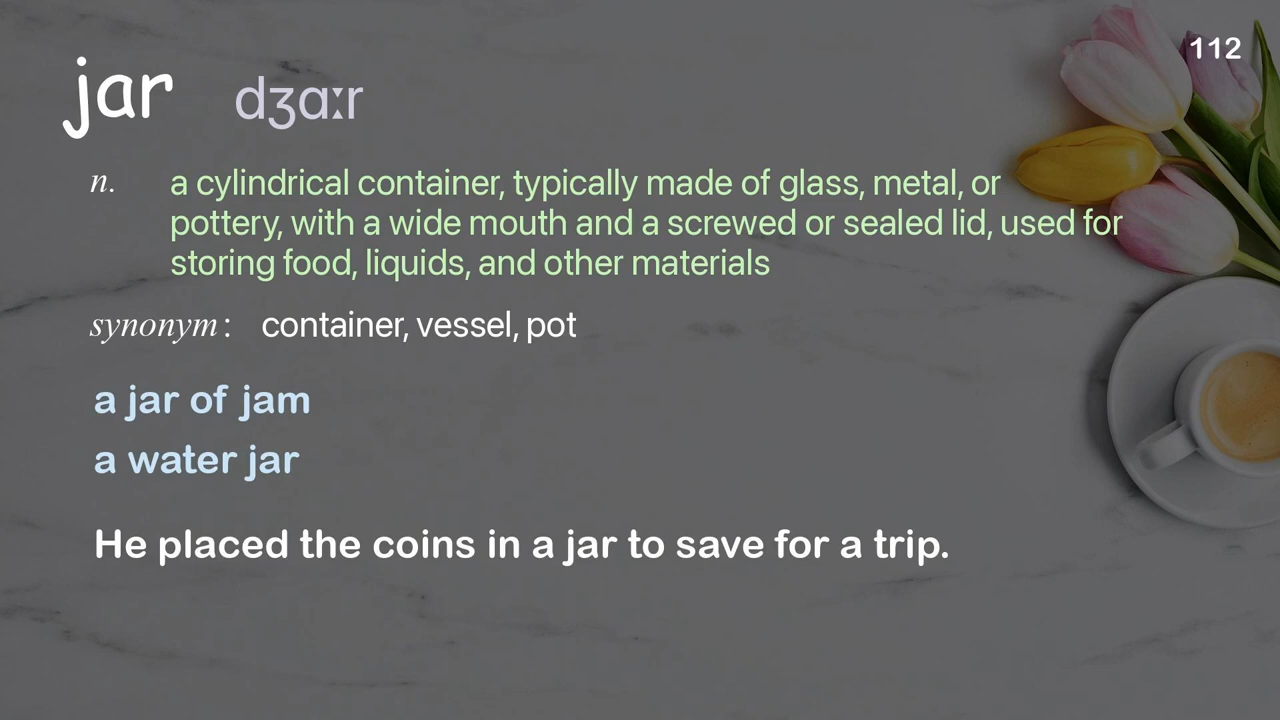 112
jar dʒɑːr
n. a cylindrical container, typically made of glass, metal, or
pottery, with a wide mouth and a screwed or sealed lid, used for
storing food, liquids, and other materials
synonym: container, vessel, pot
a jar of jam
a water jar
He placed the coins in a jar to save for a trip.